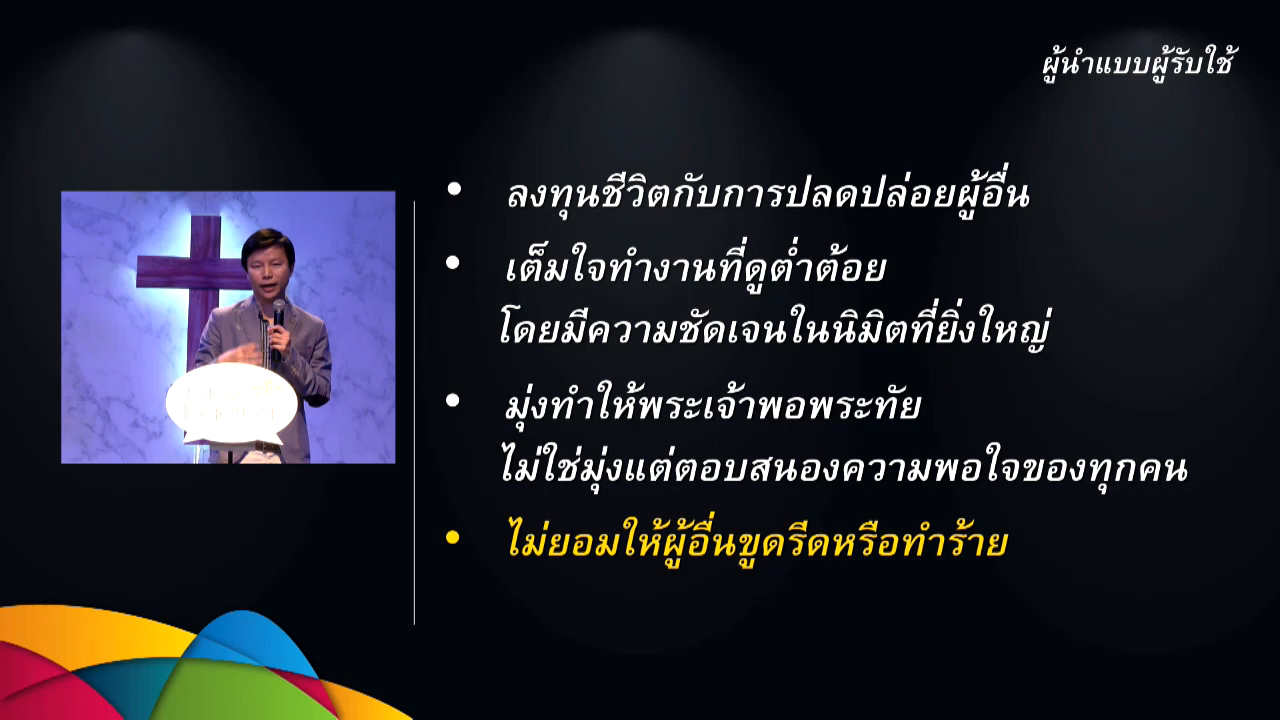 ผู้นำแบบผู้รับใช้
• ลงทุนชีวิตกับการปลดปล่อยผู้อื่น
• เต็มใจทำงานที่ดูต่ำต้อย
โดยมีความชัดเจนในนิมิตที่ยิ่งใหญ่
• มุ่งทำให้พระเจ้าพอพระทัย
ไม่ใช่มุ่งแต่ตอบสนองความพอใจของทุกคน
• ไม่ยอมให้ผู้อื่นขูดรีดหรือทำร้าย